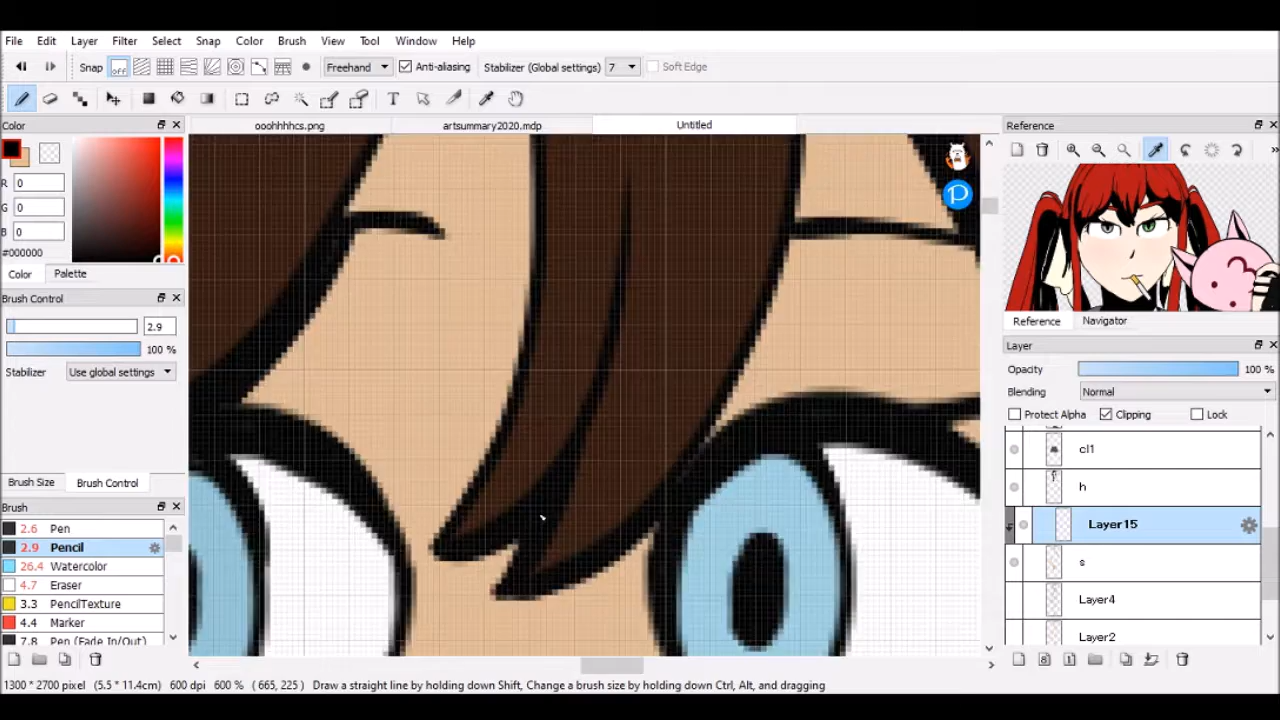 File Edit Layer Filter Select Snap Color Brush View Tool Window Help
Snap off Freehand Anti-aliasing Stabilizer (Global settings) 7 Soft Edge
T
Color
ooohhhhcs.png artsummary2020.mdp Untitled
Reference
R 0
G 0
B 0
#000000
Color Palette
Brush Control
2.9
100 %
Stabilizer Use global settings
Brush Size Brush Control
Brush
2.6 Pen
2.9 Pencil
26.4 Watercolor
4.7 Eraser
3.3 PencilTexture
4.4 Marker
7.8 Pen (Fade In/Out)
P
Reference Navigator
Layer
Opacity 100 %
Blending Normal
Protect Alpha Clipping Lock
cl1
h
Layer15
s
Layer4
Layer2
1300 * 2700 pixel (5.5 * 11.4cm) 600 dpi 600 % ( 665, 225 ) Draw a straight line by holding down Shift, Change a brush size by holding down Ctrl, Alt, and dragging